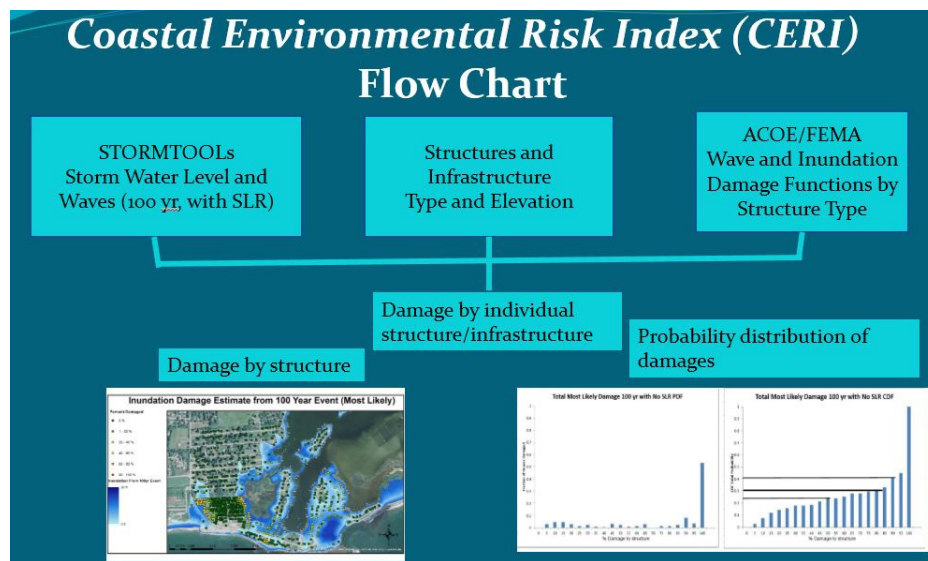 Coastal Environmental Risk Index (CERI)
Flow Chart
STORMTOOLs
Storm Water Level and
Waves (100 yr, with SLR)
Structures and
Infrastructure
Type and Elevation
ACOE/FEMA
Wave and Inundation
Damage Functions by
Structure Type
Damage by individual
structure/infrastructure
Probability distribution of
damages
Damage by structure
Inundation Damage Estimate from 100 Year Event (Most Likely)
Percent Damaged
0 %
Total Most Likely Damage 100 yr with No SLR PDF
% Damage to structure
Total Most Likely Damage 100 yr with No SLR CDF
% Damage to structure